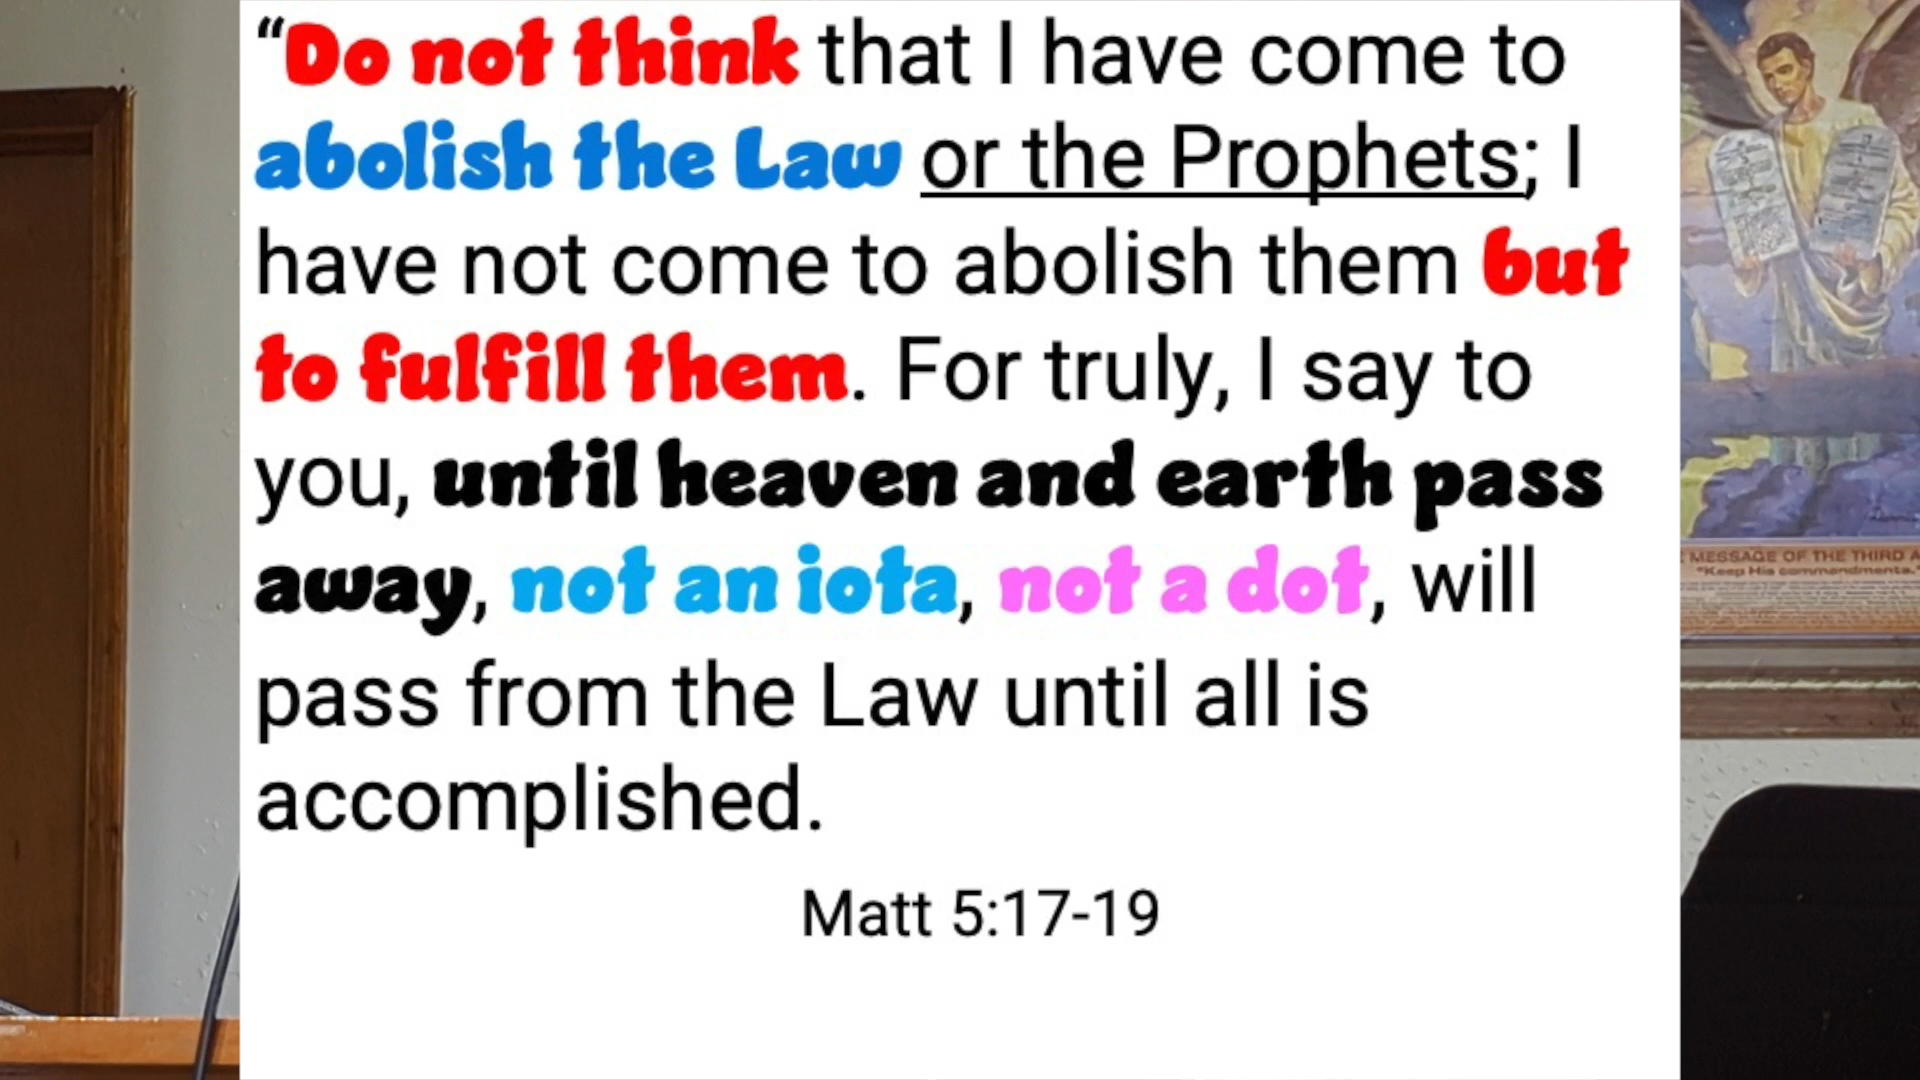 “Do not think that I have come to
abolish the Law or the Prophets; I
have not come to abolish them but
to fulfill them. For truly, I say to
you, until heaven and earth pass
away, not an iota, not a dot, will
pass from the Law until all is
accomplished.
Matt 5:17-19
MESSAGE OF THE THIRD A
"Keep His commandments."